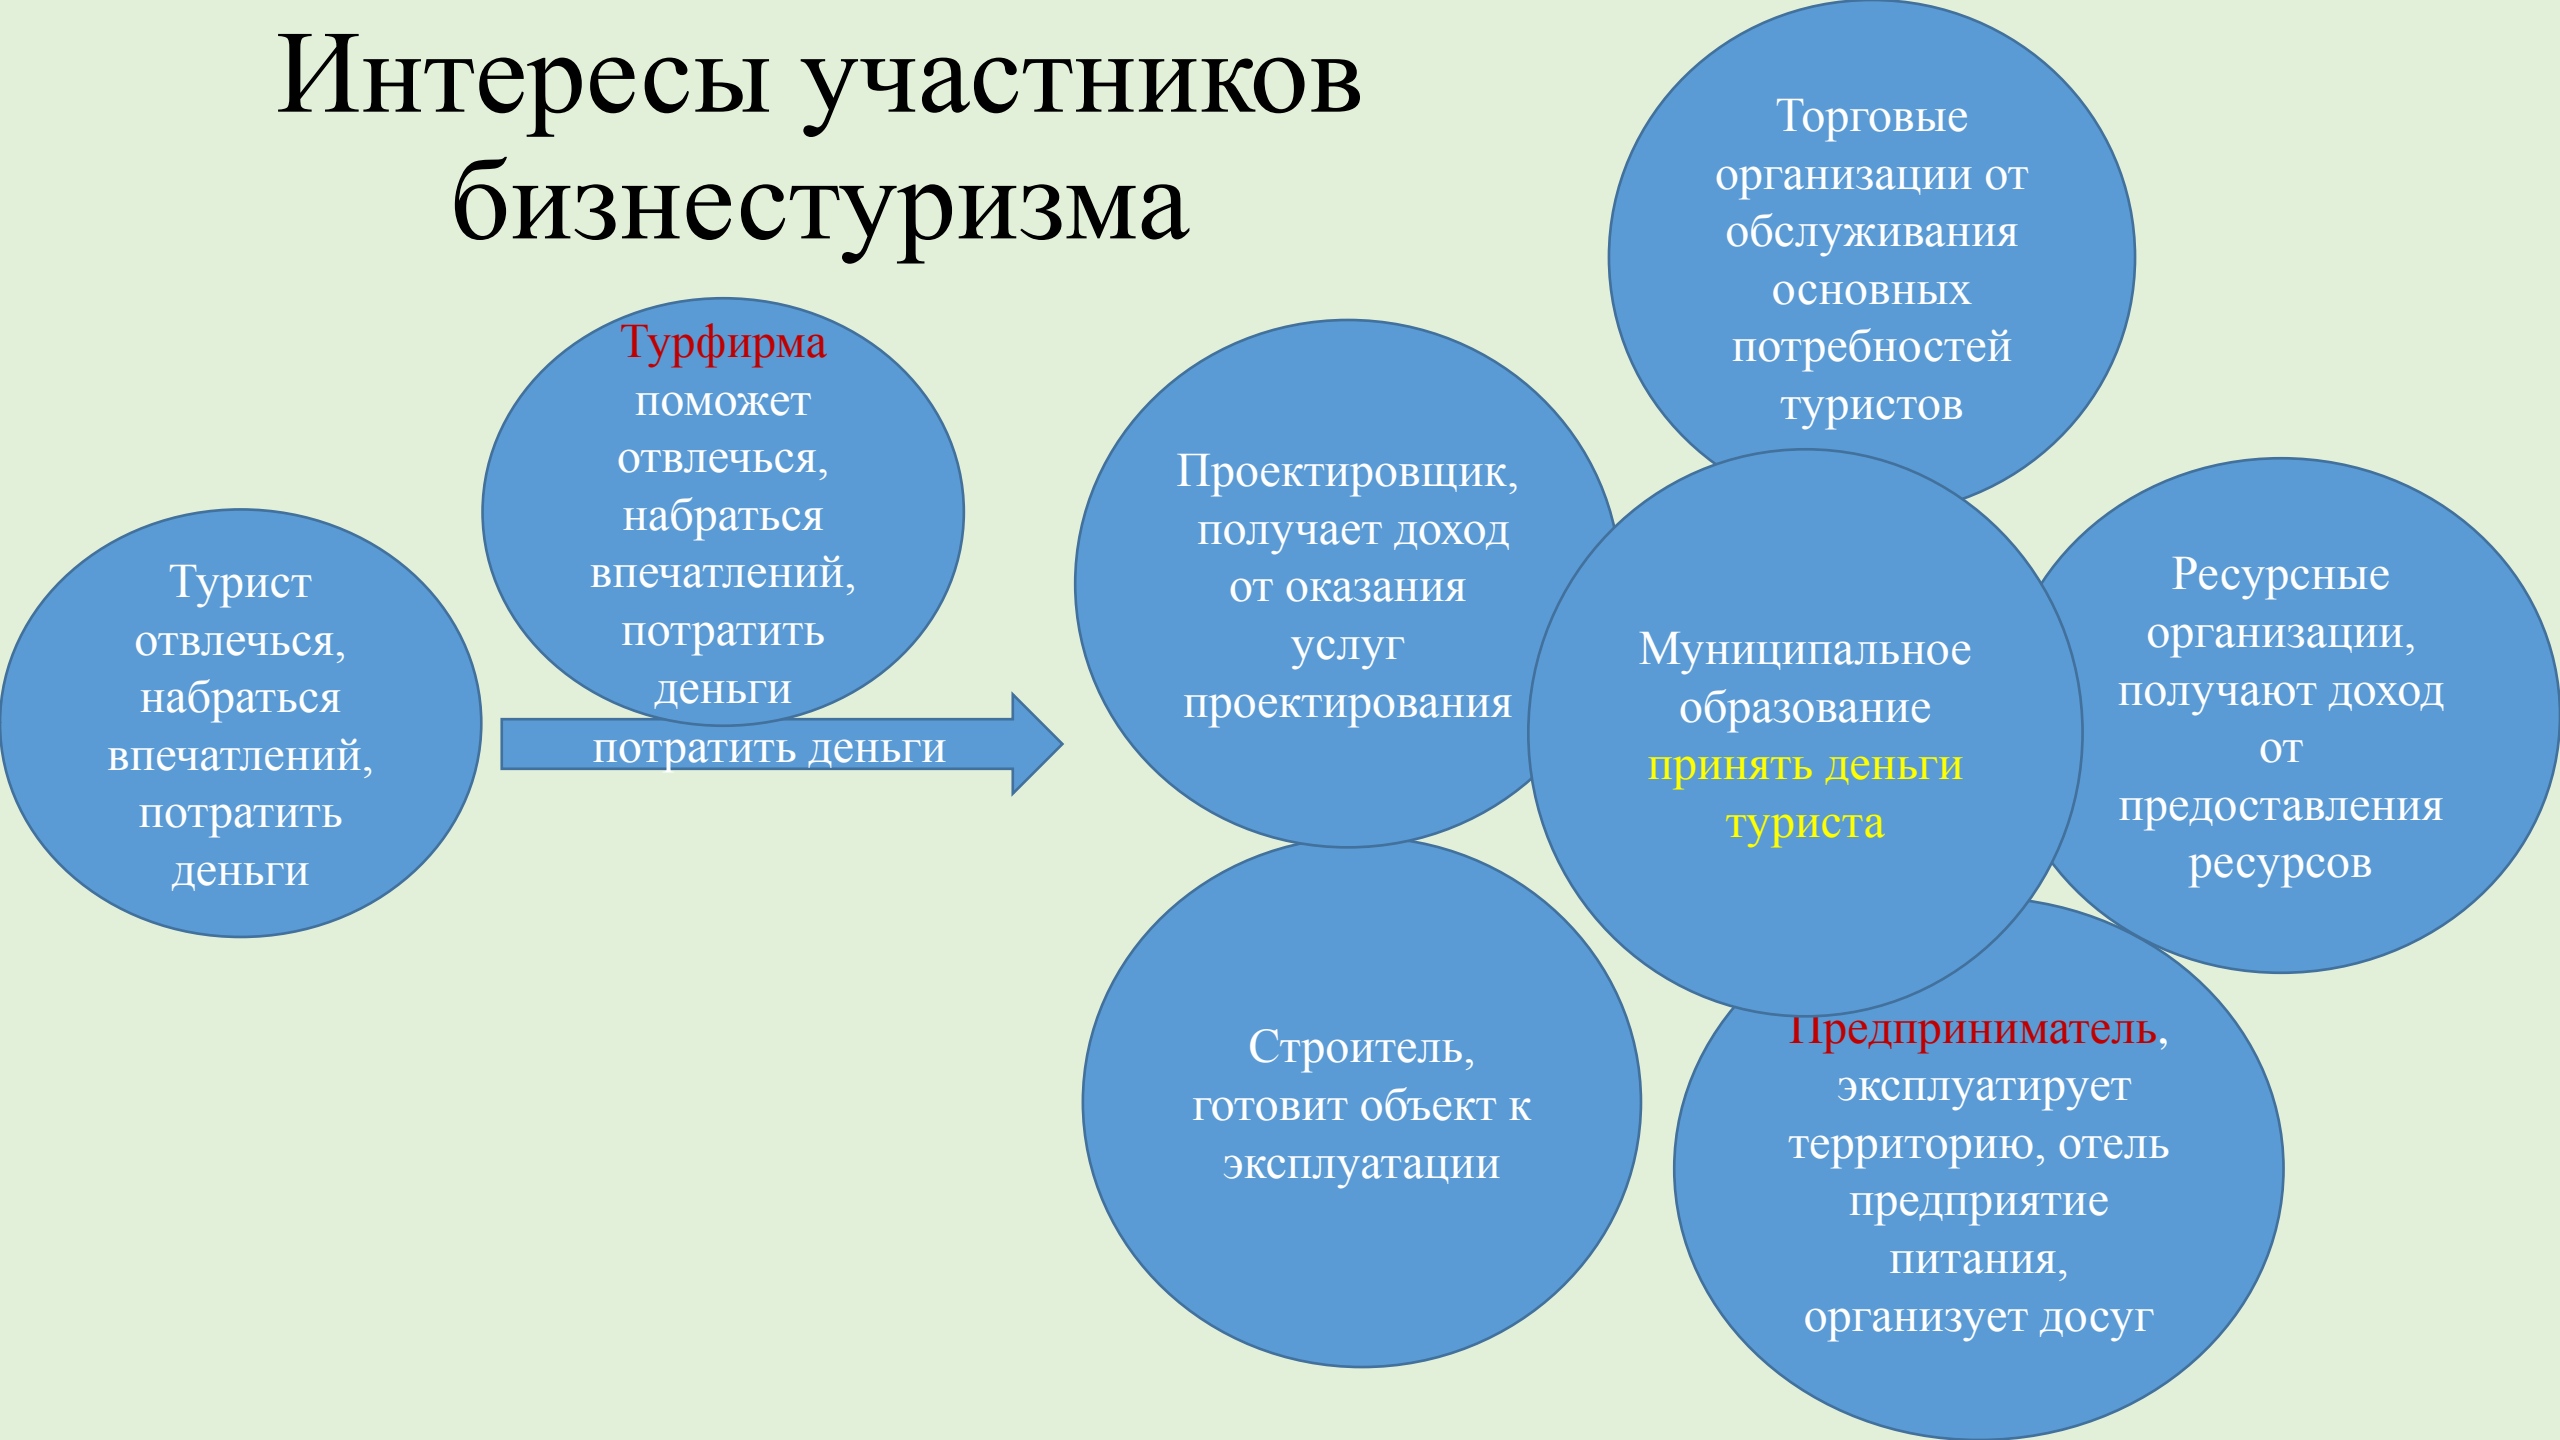 Интересы участников
бизнестуризма
Турист
отвлечься,
набраться
впечатлений,
потратить
деньги
Турфирма
поможет
отвлечься,
набраться
впечатлений,
потратить
деньги
потратить деньги
Проектировщик,
получает доход
от оказания
услуг
проектирования
Торговые
организации от
обслуживания
основных
потребностей
туристов
Муниципальное
образование
принять деньги
туриста
Ресурсные
организации,
получают доход
от
предоставления
ресурсов
Строитель,
готовит объект к
эксплуатации
Предприниматель,
эксплуатирует
территорию, отель
предприятие
питания,
организует досуг